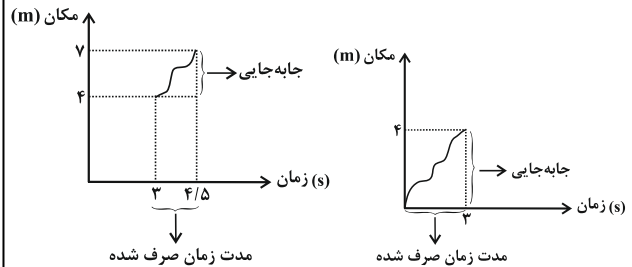 مکان (m)
۷
۴
جابه‌جایی
زمان (s)
۳
۴/۵
مدت زمان صرف شده
مکان (m)
۴
جابه‌جایی
زمان (s)
۳
مدت زمان صرف شده